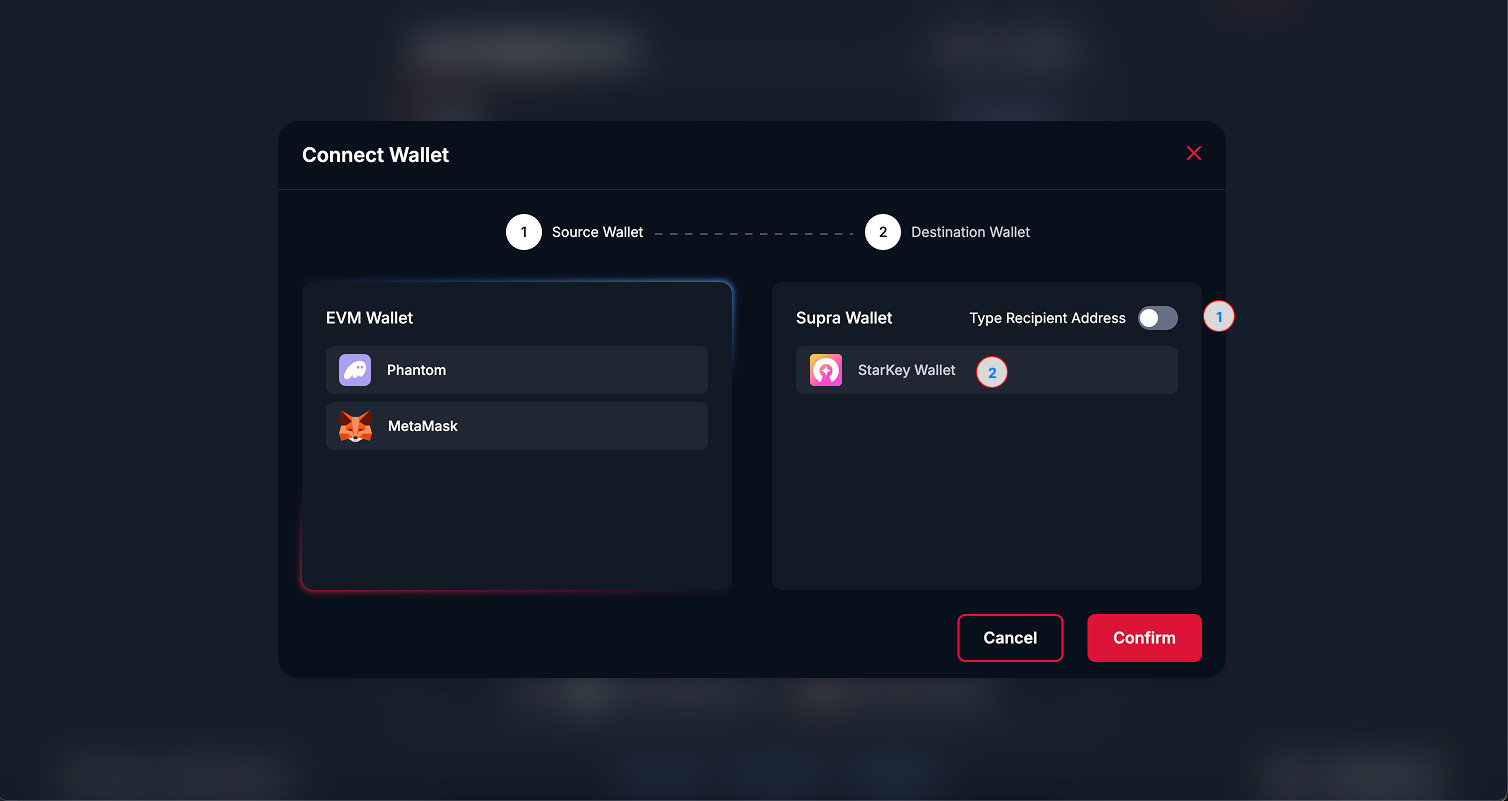 Connect Wallet
1 Source Wallet 2 Destination Wallet
EVM Wallet
Phantom
MetaMask
Supra Wallet Type Recipient Address 1
StarKey Wallet 2
Cancel Confirm